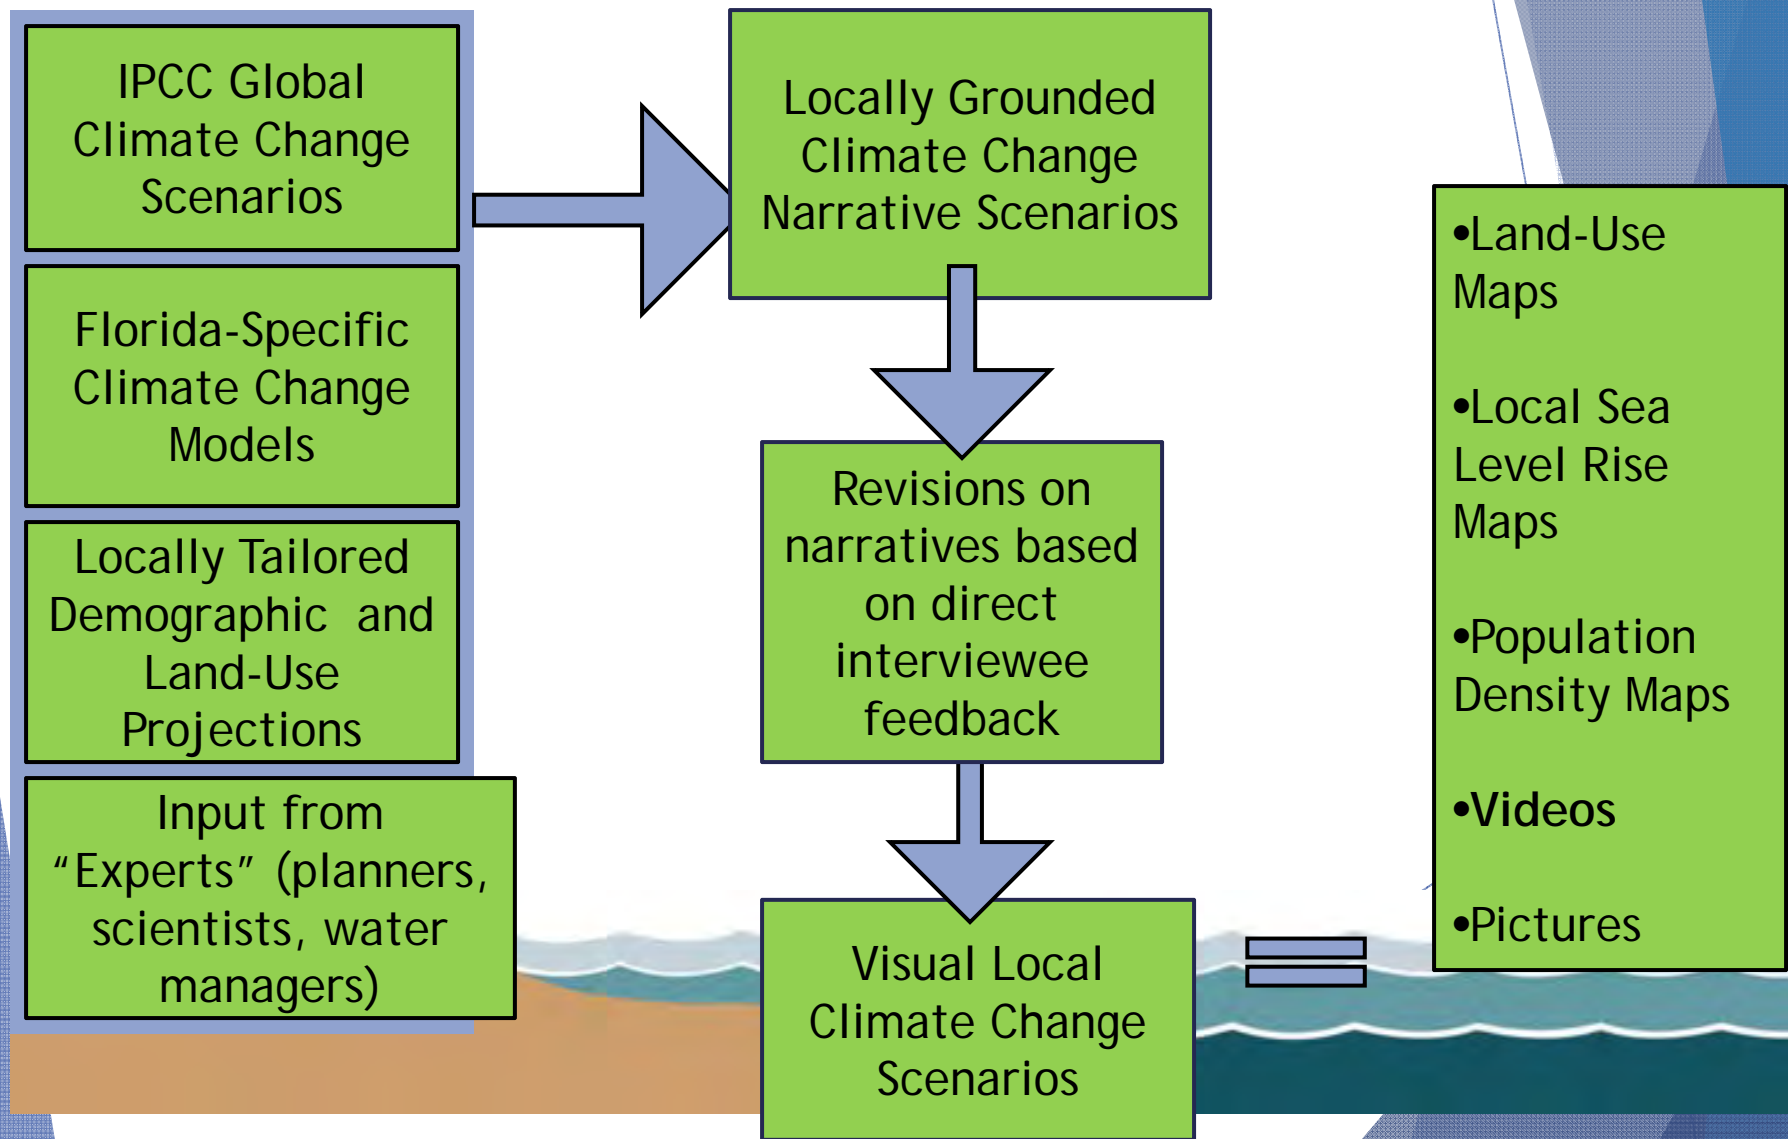 IPCC Global
Climate Change
Scenarios
Florida-Specific
Climate Change
Models
Locally Tailored
Demographic and
Land-Use
Projections
Input from
“Experts” (planners,
scientists, water
managers)
Locally Grounded
Climate Change
Narrative Scenarios
Revisions on
narratives based
on direct
interviewee
feedback
Visual Local
Climate Change
Scenarios
•Land-Use
Maps
•Local Sea
Level Rise
Maps
•Population
Density Maps
•Videos
•Pictures